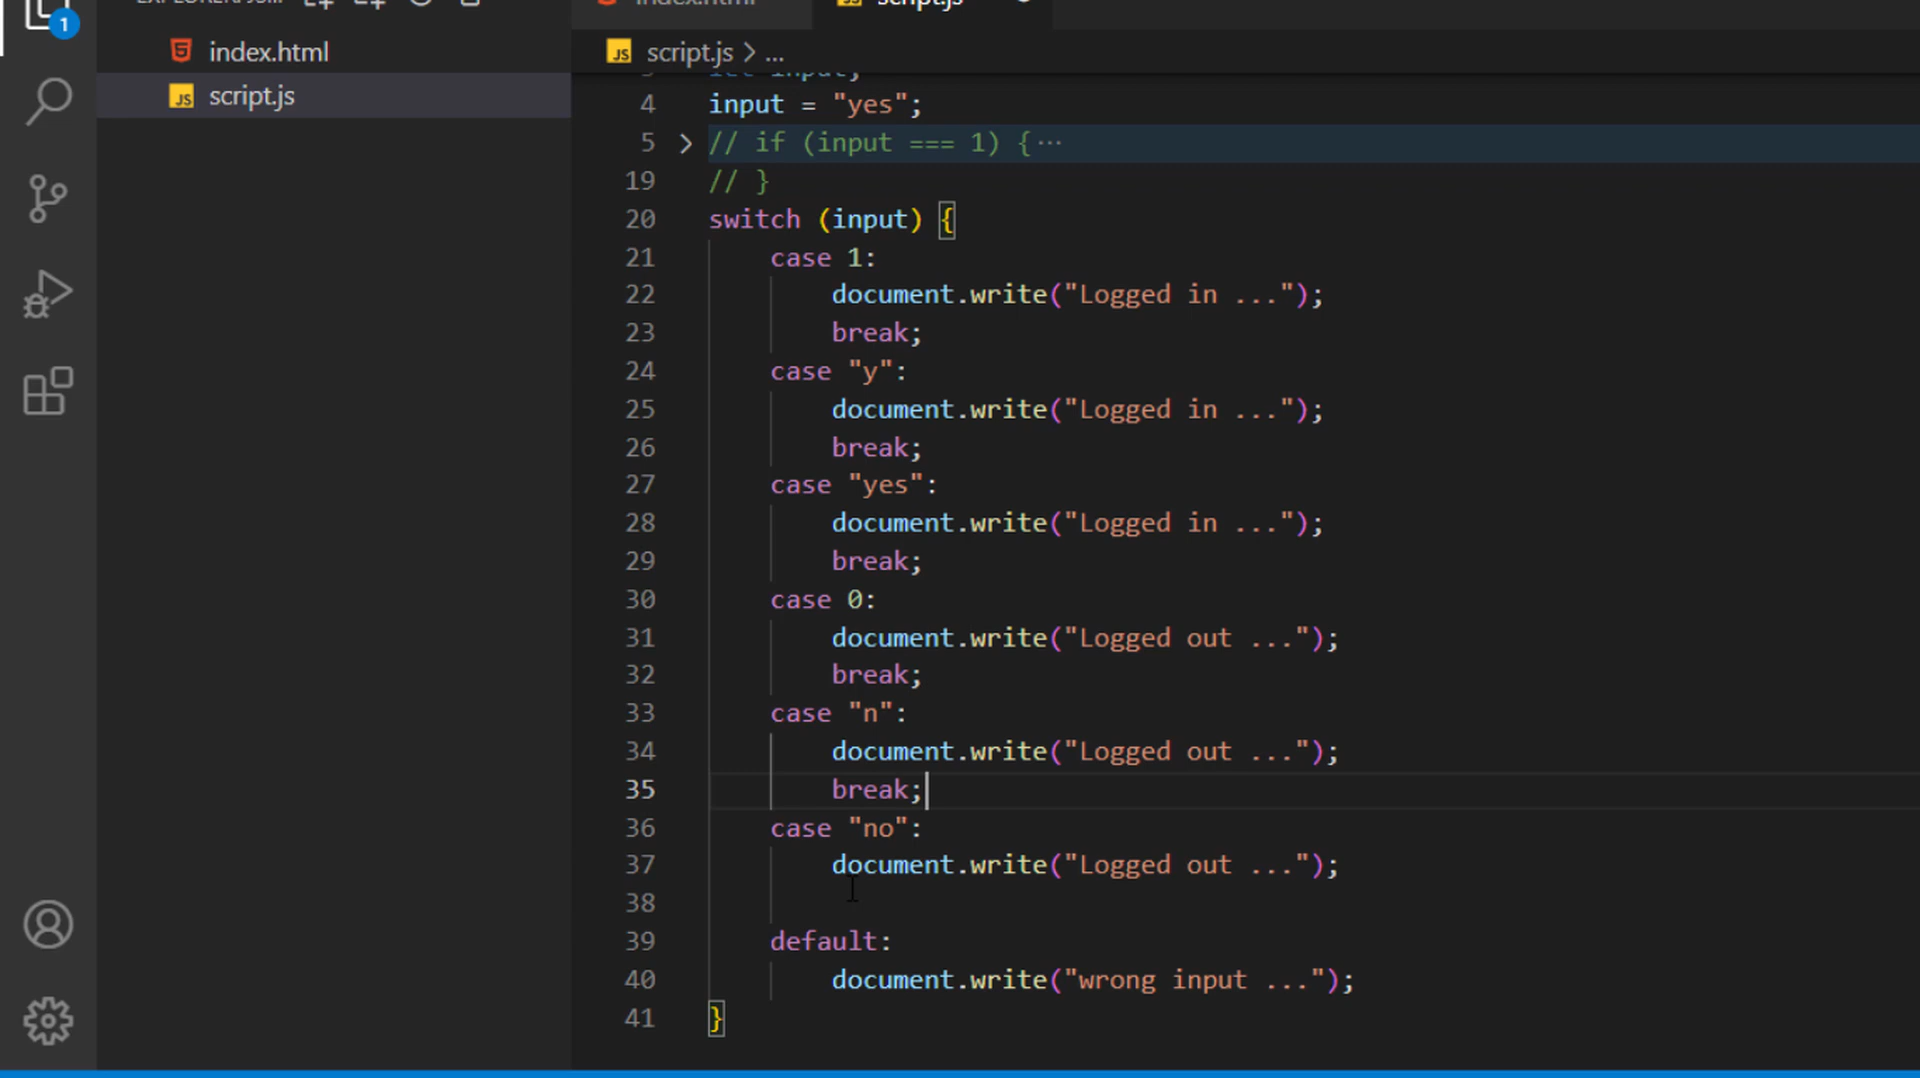 1
index.html
script.js
script.js > ...
3 let input;
4 input = "yes";
5 > // if (input === 1) {...
19 // }
20 switch (input) {
21 case 1:
22 document.write("Logged in ...");
23 break;
24 case "y":
25 document.write("Logged in ...");
26 break;
27 case "yes":
28 document.write("Logged in ...");
29 break;
30 case 0:
31 document.write("Logged out ...");
32 break;
33 case "n":
34 document.write("Logged out ...");
35 break;
36 case "no":
37 document.write("Logged out ...");
38
39 default:
40 document.write("wrong input ...");
41 }